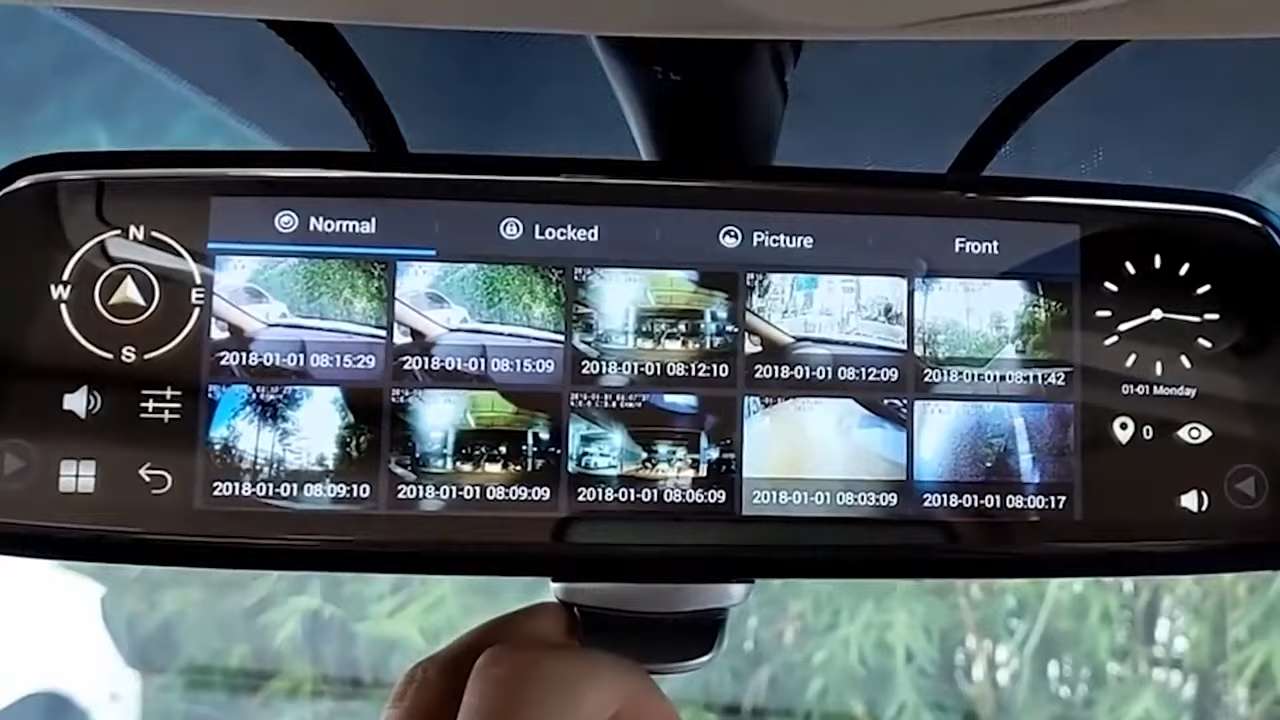 N
W E
S
Normal Locked Picture Front
2018-01-01 08:15:29 2018-01-01 08:15:09 2018-01-01 08:12:10 2018-01-01 08:12:09 2018-01-01 08:11:42
2018-01-01 08:09:10 2018-01-01 08:09:09 2018-01-01 08:06:09 2018-01-01 08:03:09 2018-01-01 08:00:17
01-01 Monday
0